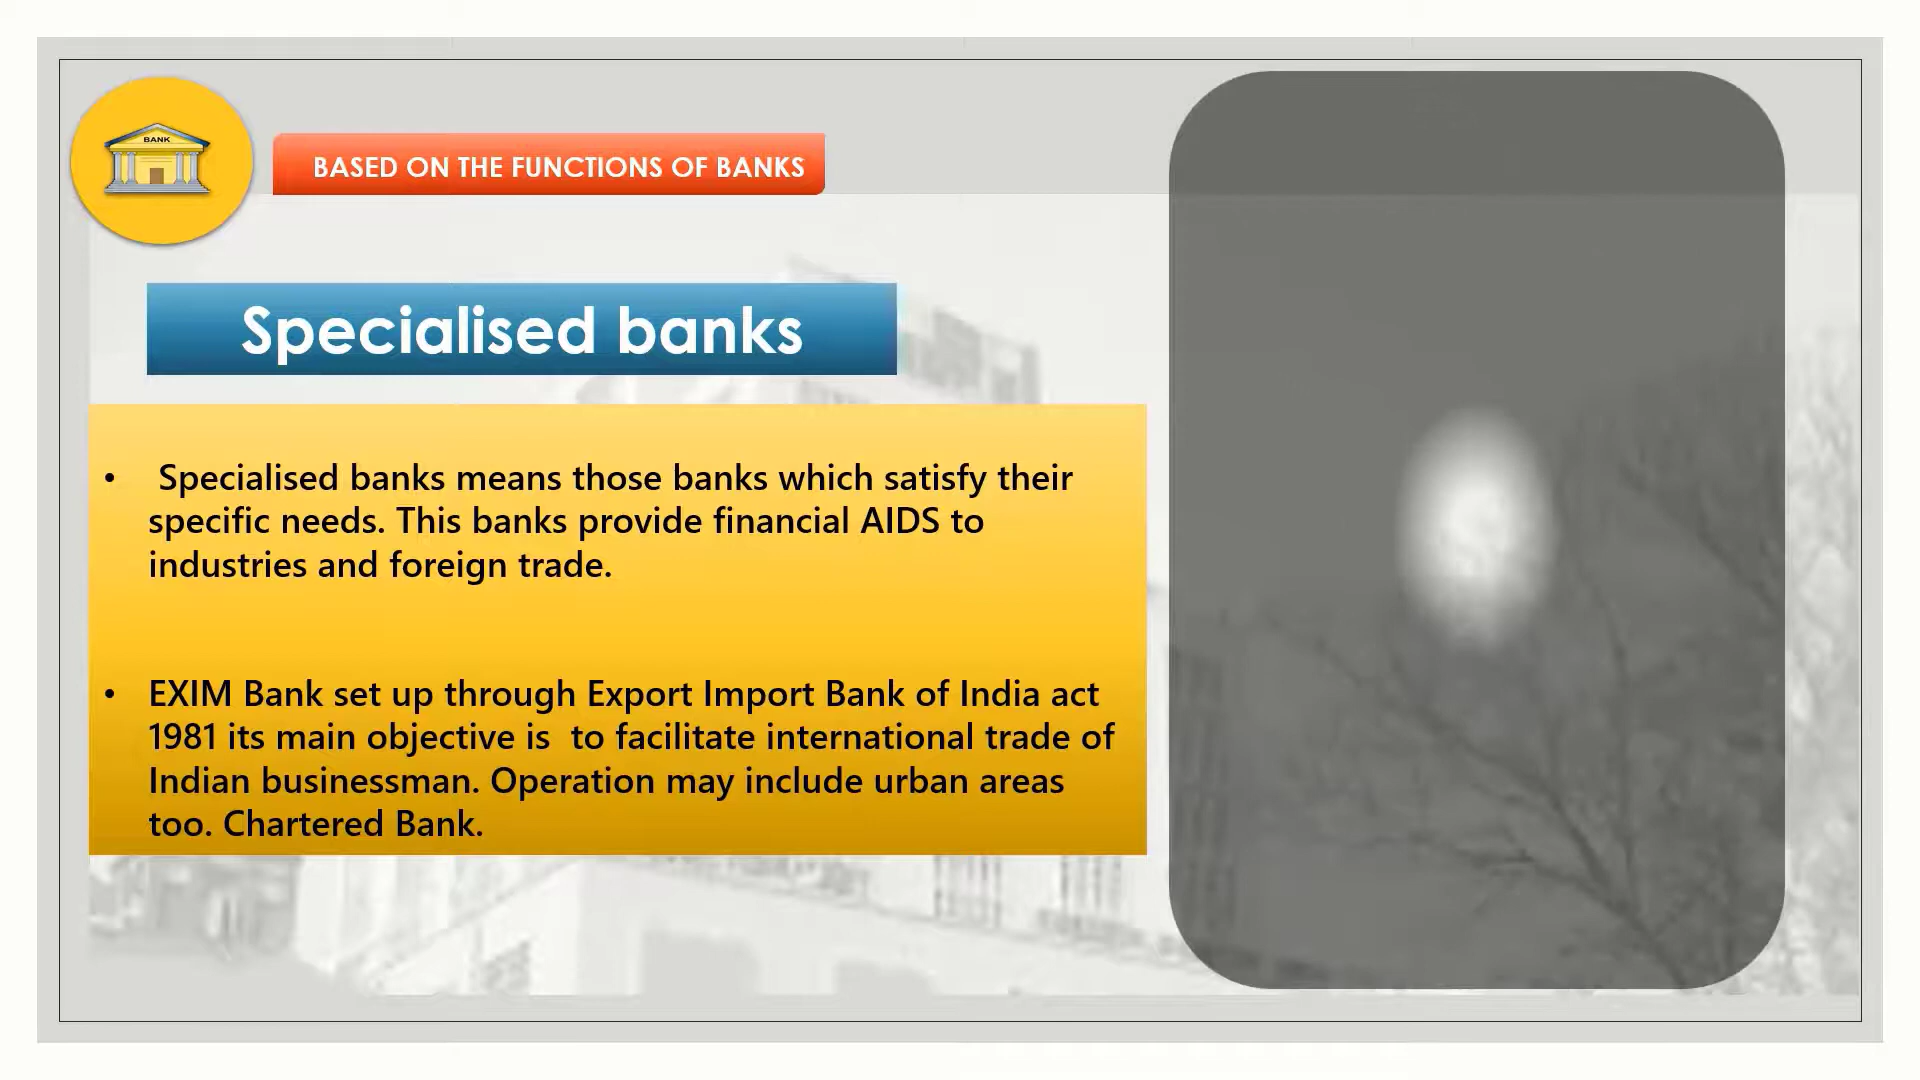 BANK
BASED ON THE FUNCTIONS OF BANKS
Specialised banks
• Specialised banks means those banks which satisfy their
specific needs. This banks provide financial AIDS to
industries and foreign trade.
• EXIM Bank set up through Export Import Bank of India act
1981 its main objective is  to facilitate international trade of
Indian businessman. Operation may include urban areas
too. Chartered Bank.